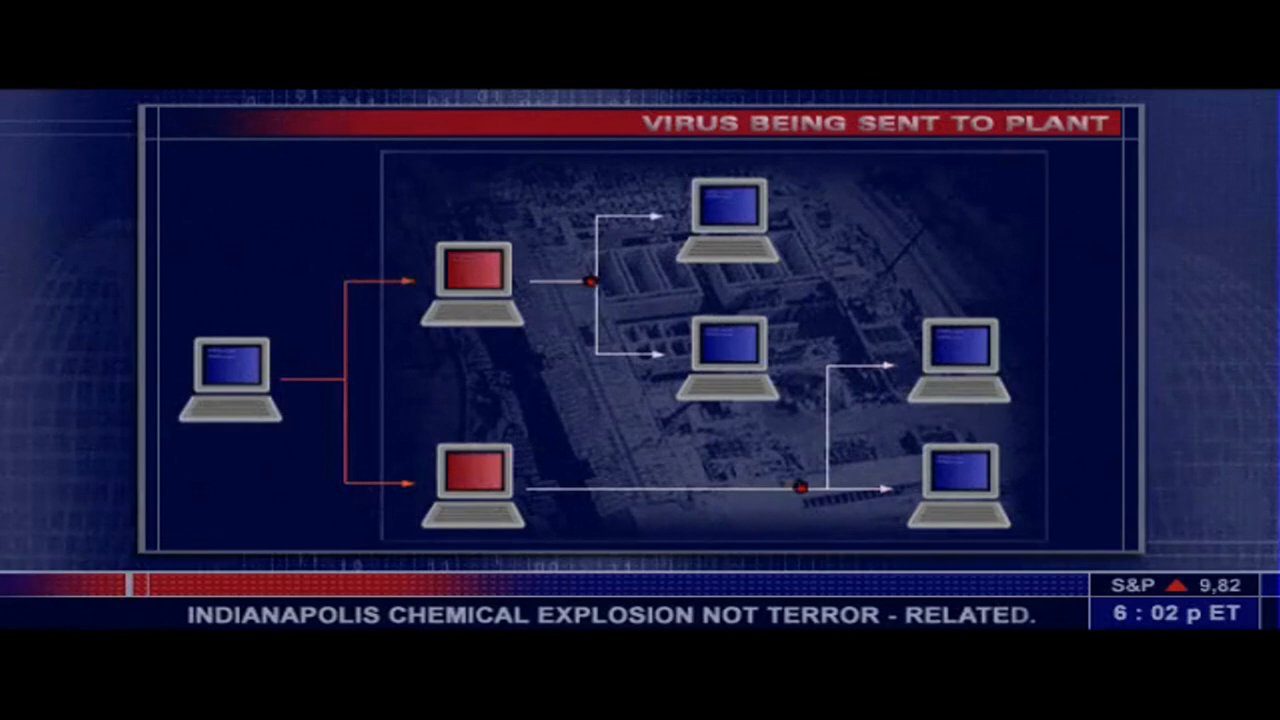 VIRUS BEING SENT TO PLANT
S&P ▲ 9,82
INDIANAPOLIS CHEMICAL EXPLOSION NOT TERROR - RELATED.
6 : 02 p ET